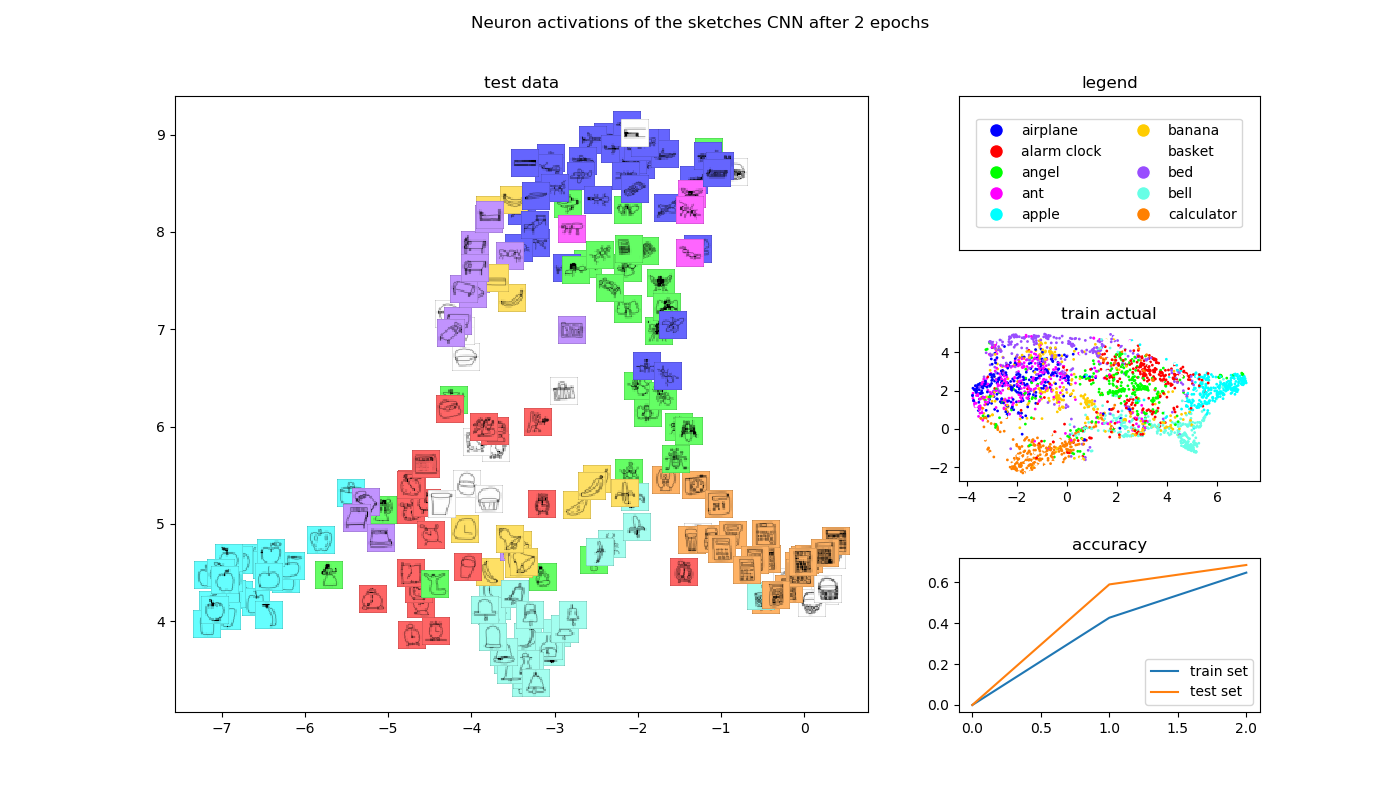 Neuron activations of the sketches CNN after 2 epochs
test data
9
8
7
6
5
4
−7 −6 −5 −4 −3 −2 −1 0
legend
airplane banana
alarm clock basket
angel bed
ant bell
apple calculator
train actual
4
2
0
−2
−4 −2 0 2 4 6
accuracy
0.6
0.4
0.2
0.0
train set
test set
0.0 0.5 1.0 1.5 2.0